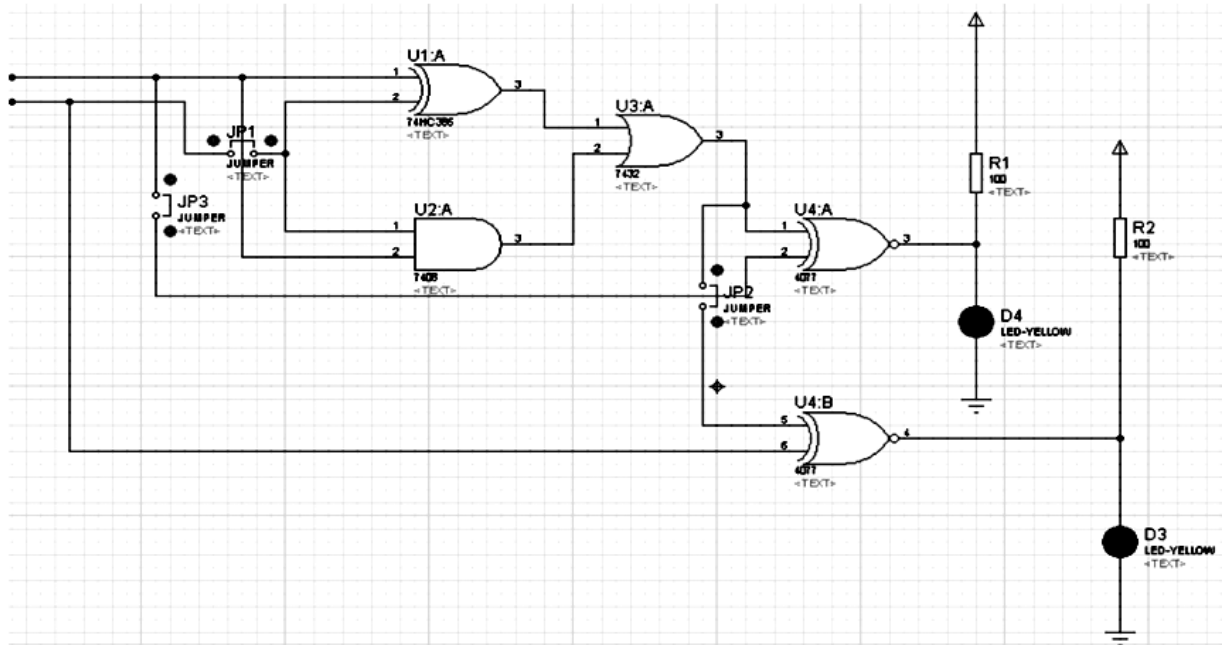 U1:A
1
2
3
74HC386
<TEXT>
JP1
JUMPER
<TEXT>
JP3
JUMPER
<TEXT>
U2:A
1
2
3
7408
<TEXT>
U3:A
1
2
3
7432
<TEXT>
U4:A
1
2
3
4077
<TEXT>
JP2
JUMPER
<TEXT>
U4:B
5
6
4
4077
<TEXT>
R1
100
<TEXT>
D4
LED-YELLOW
<TEXT>
R2
100
<TEXT>
D3
LED-YELLOW
<TEXT>